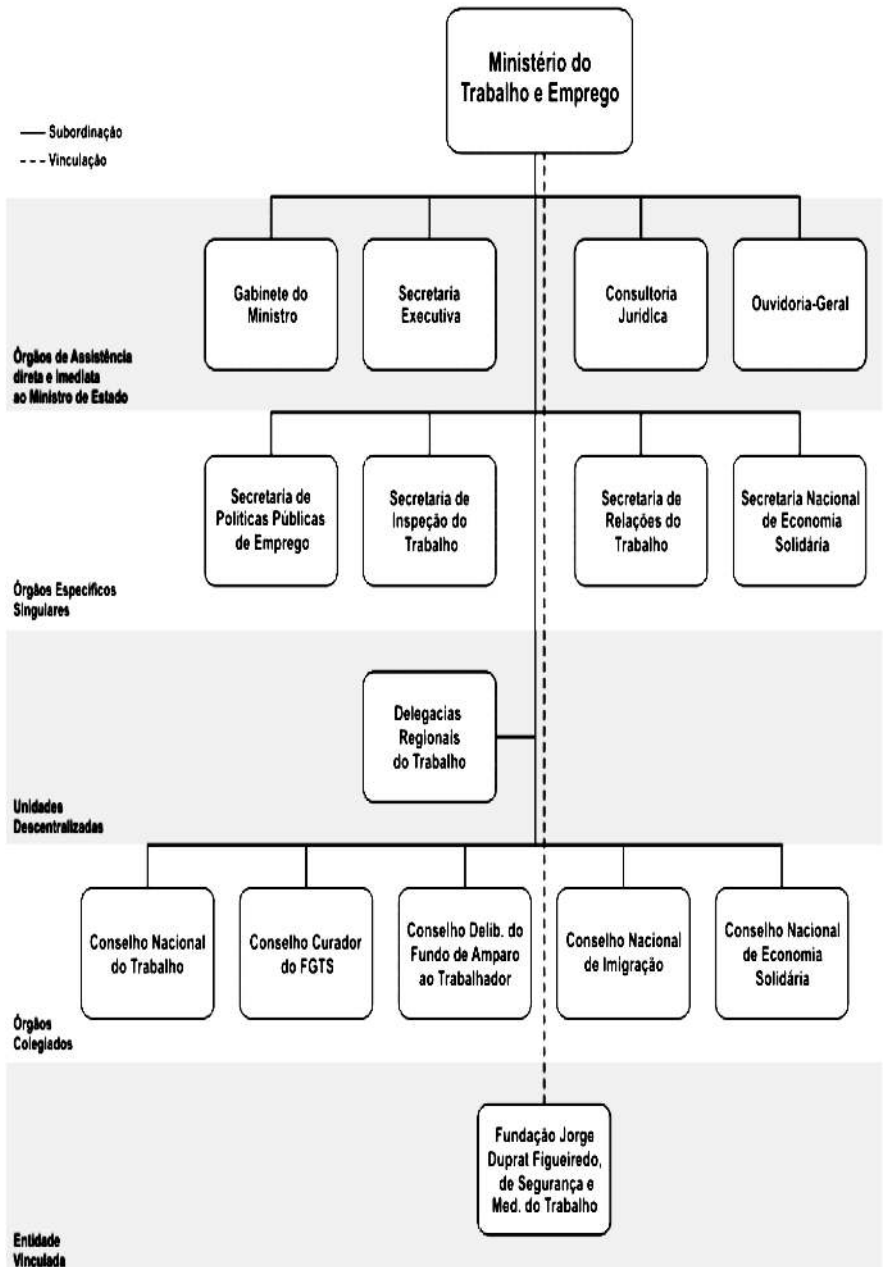 Ministério do
Trabalho e Emprego
Subordinação
Vinculação
Gabinete do
Ministro
Secretaria
Executiva
Consultoria
Jurídica
Ouvidoria-Geral
Órgãos de Assistência
direta e imediata
ao Ministro de Estado
Secretaria de
Políticas Públicas
de Emprego
Secretaria de
Inspeção do
Trabalho
Secretaria de
Relações do
Trabalho
Secretaria Nacional
de Economia
Solidária
Órgãos Específicos
Singulares
Delegacias
Regionais
do Trabalho
Unidades
Descentralizadas
Conselho Nacional
do Trabalho
Conselho Curador
do FGTS
Conselho Delib. do
Fundo de Amparo
ao Trabalhador
Conselho Nacional
de Imigração
Conselho Nacional
de Economia
Solidária
Órgãos
Colegiados
Fundação Jorge
Duprat Figueiredo,
de Segurança e
Med. do Trabalho
Entidade
Vinculada